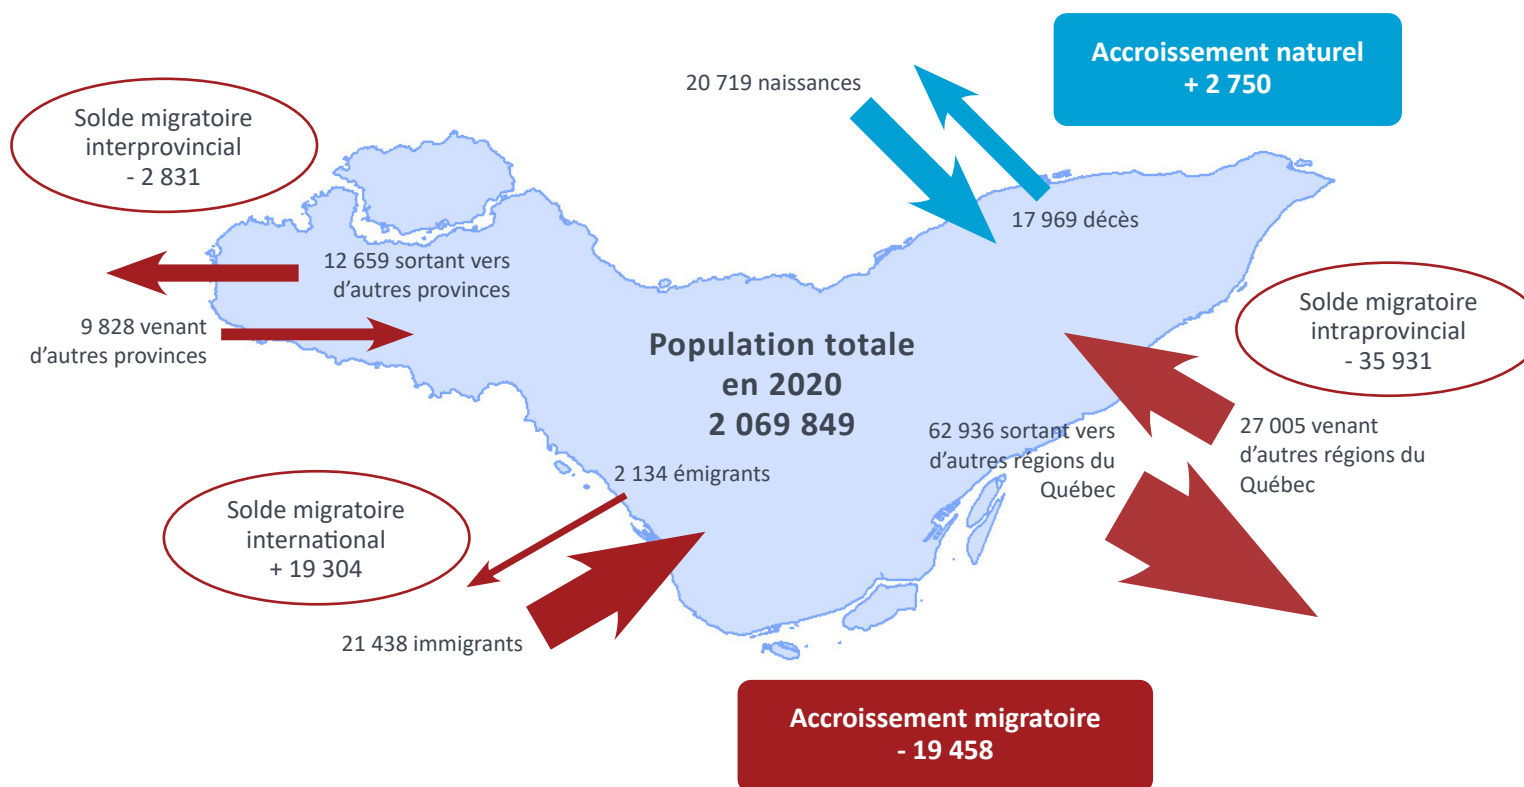 Accroissement naturel
+ 2 750
20 719 naissances
17 969 décès
Solde migratoire
interprovincial
- 2 831
12 659 sortant vers
d’autres provinces
9 828 venant
d’autres provinces
Population totale
en 2020
2 069 849
Solde migratoire
intraprovincial
- 35 931
62 936 sortant vers
d’autres régions du
Québec
27 005 venant
d’autres régions du
Québec
2 134 émigrants
Solde migratoire
international
+ 19 304
21 438 immigrants
Accroissement migratoire
- 19 458